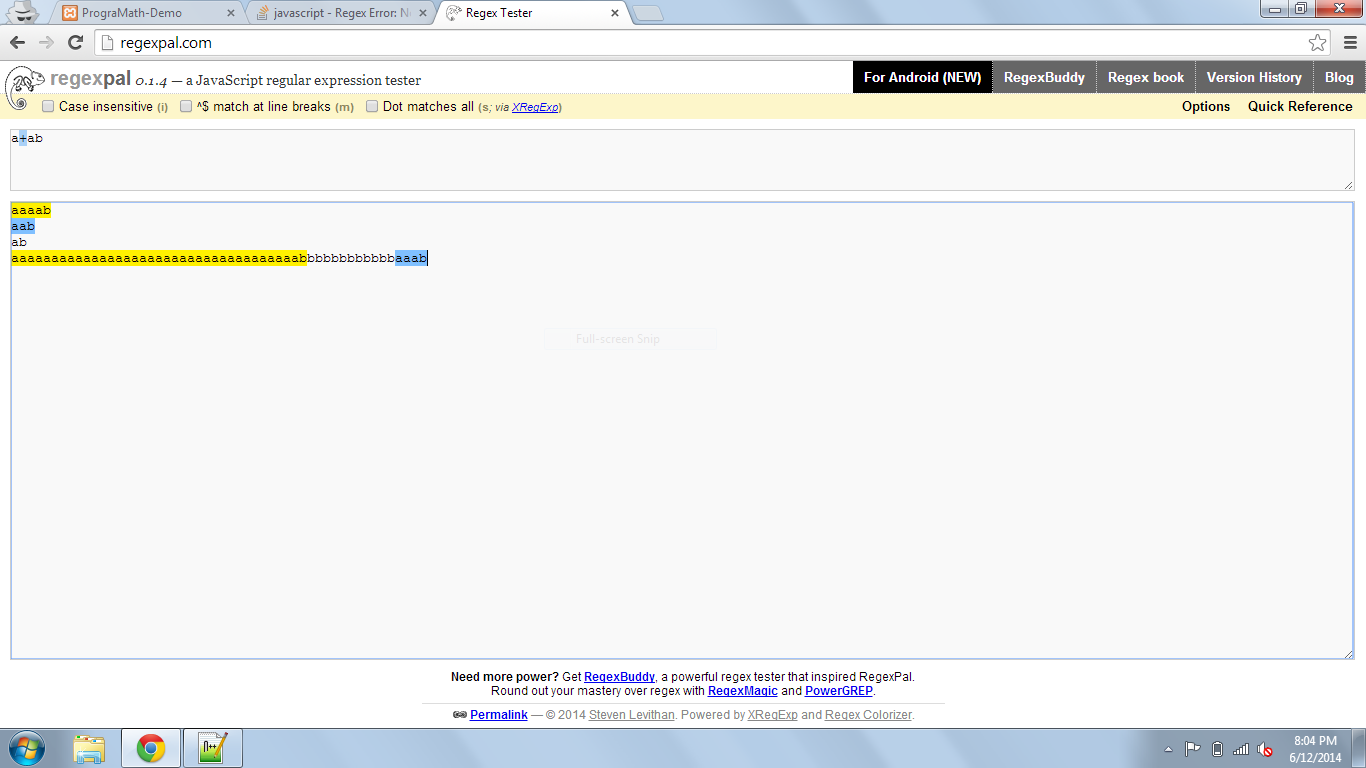 PrograMath-Demo
javascript - Regex Error: N
Regex Tester
regexpal.com
regexpal 0.1.4 — a JavaScript regular expression tester
For Android (NEW)
RegexBuddy
Regex book
Version History
Blog
Case insensitive (i)
^$ match at line breaks (m)
Dot matches all (s; via XRegExp)
Options
Quick Reference
a+ab
aaaab
aab
ab
aaaaaaaaaaaaaaaaaaaaaaaaaaaaaaaaaaaabbbbbbbbbbbbaaab
Full-screen Snip
Need more power? Get RegexBuddy, a powerful regex tester that inspired RegexPal.
Round out your mastery over regex with RegexMagic and PowerGREP.
Permalink — © 2014 Steven Levithan. Powered by XRegExp and Regex Colorizer.
8:04 PM
6/12/2014